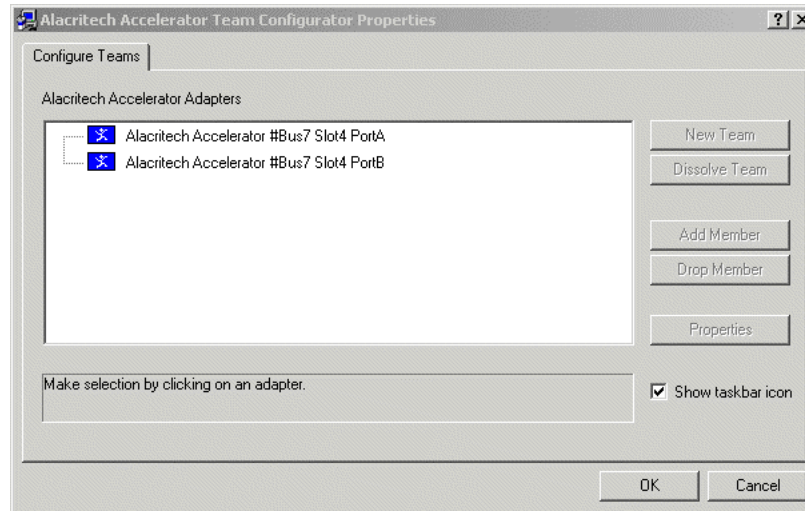 Alacritech Accelerator Team Configurator Properties
Configure Teams
Alacritech Accelerator Adapters
Alacritech Accelerator #Bus7 Slot4 PortA
Alacritech Accelerator #Bus7 Slot4 PortB
New Team
Dissolve Team
Add Member
Drop Member
Properties
Make selection by clicking on an adapter.
Show taskbar icon
OK
Cancel